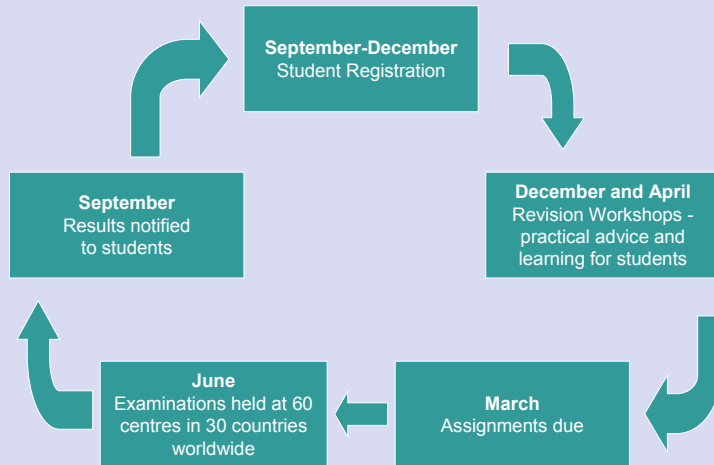 September-December
Student Registration
December and April
Revision Workshops -
practical advice and
learning for students
March
Assignments due
June
Examinations held at 60
centres in 30 countries
worldwide
September
Results notified
to students